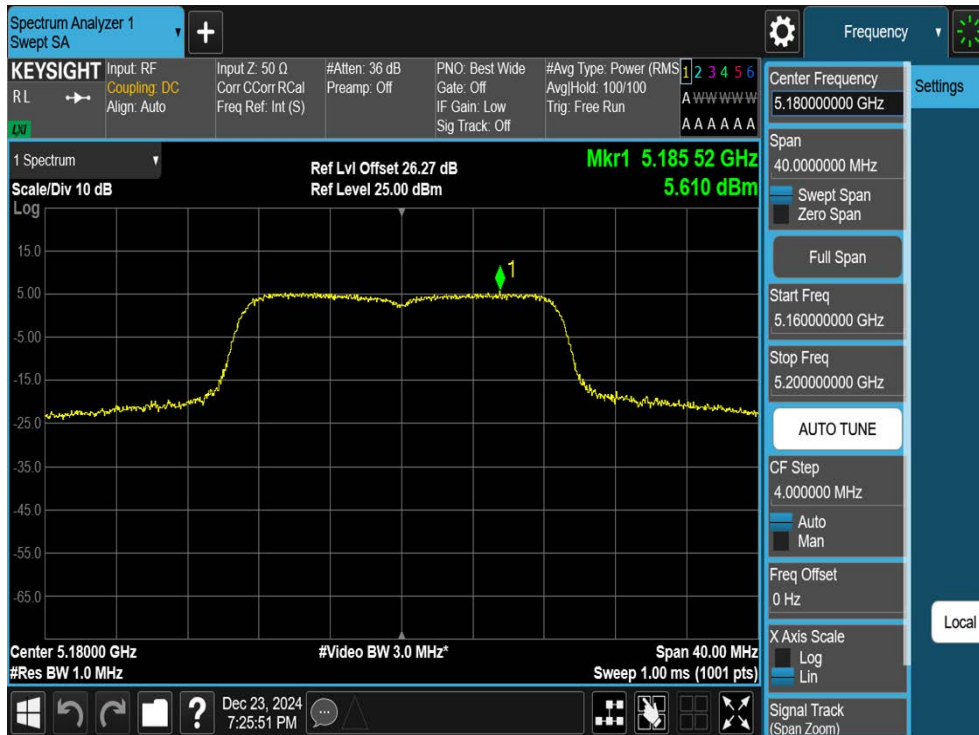 Spectrum Analyzer 1
Swept SA
+
Frequency
KEYSIGHT
RL
LXI
Input: RF
Coupling: DC
Align: Auto
Input Z: 50 Ω
Corr CCorr RCal
Freq Ref: Int (S)
#Atten: 36 dB
Preamp: Off
PNO: Best Wide
Gate: Off
IF Gain: Low
Sig Track: Off
#Avg Type: Power (RMS
Avg|Hold: 100/100
Trig: Free Run
1 2 3 4 5 6
A W W W W W
A A A A A A
1 Spectrum
Scale/Div 10 dB
Log
Ref Lvl Offset 26.27 dB
Ref Level 25.00 dBm
Mkr1 5.185 52 GHz
5.610 dBm
15.0
5.00
-5.00
-15.0
-25.0
-35.0
-45.0
-55.0
-65.0
1
Center 5.18000 GHz
#Res BW 1.0 MHz
#Video BW 3.0 MHz*
Span 40.00 MHz
Sweep 1.00 ms (1001 pts)
?
Dec 23, 2024
7:25:51 PM
Center Frequency
5.180000000 GHz
Span
40.0000000 MHz
Swept Span
Zero Span
Full Span
Start Freq
5.160000000 GHz
Stop Freq
5.200000000 GHz
AUTO TUNE
CF Step
4.000000 MHz
Auto
Man
Freq Offset
0 Hz
X Axis Scale
Log
Lin
Signal Track
(Span Zoom)
Settings
Local